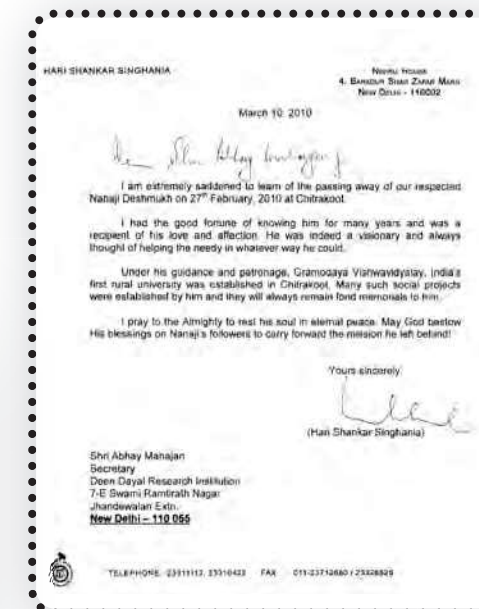 HARI SHANKAR SINGHANIA
NEHRU HOUSE
4, BAHADUR SHAH ZAFAR MARG
NEW DELHI - 110002
March 10, 2010
I am extremely saddened to learn of the passing away of our respected
Nanaji Deshmukh on 27th February, 2010 at Chitrakoot.
I had the good fortune of knowing him for many years and was a
recipient of his love and affection. He was indeed a visionary and always
thought of helping the needy in whatever way he could.
Under his guidance and patronage, Gramodaya Vishwavidyalay, India's
first rural university was established in Chitrakoot. Many such social projects
were established by him and they will always remain fond memorials to him.
I pray to the Almighty to rest his soul in eternal peace. May God bestow
His blessings on Nanaji's followers to carry forward the mission he left behind!
Yours sincerely
(Hari Shankar Singhania)
Shri Abhay Mahajan
Secretary
Deen Dayal Research Institution
7-E Swami Ramtirath Nagar
Jhandewalan Extn.
New Delhi – 110 055
TELEPHONE FAX